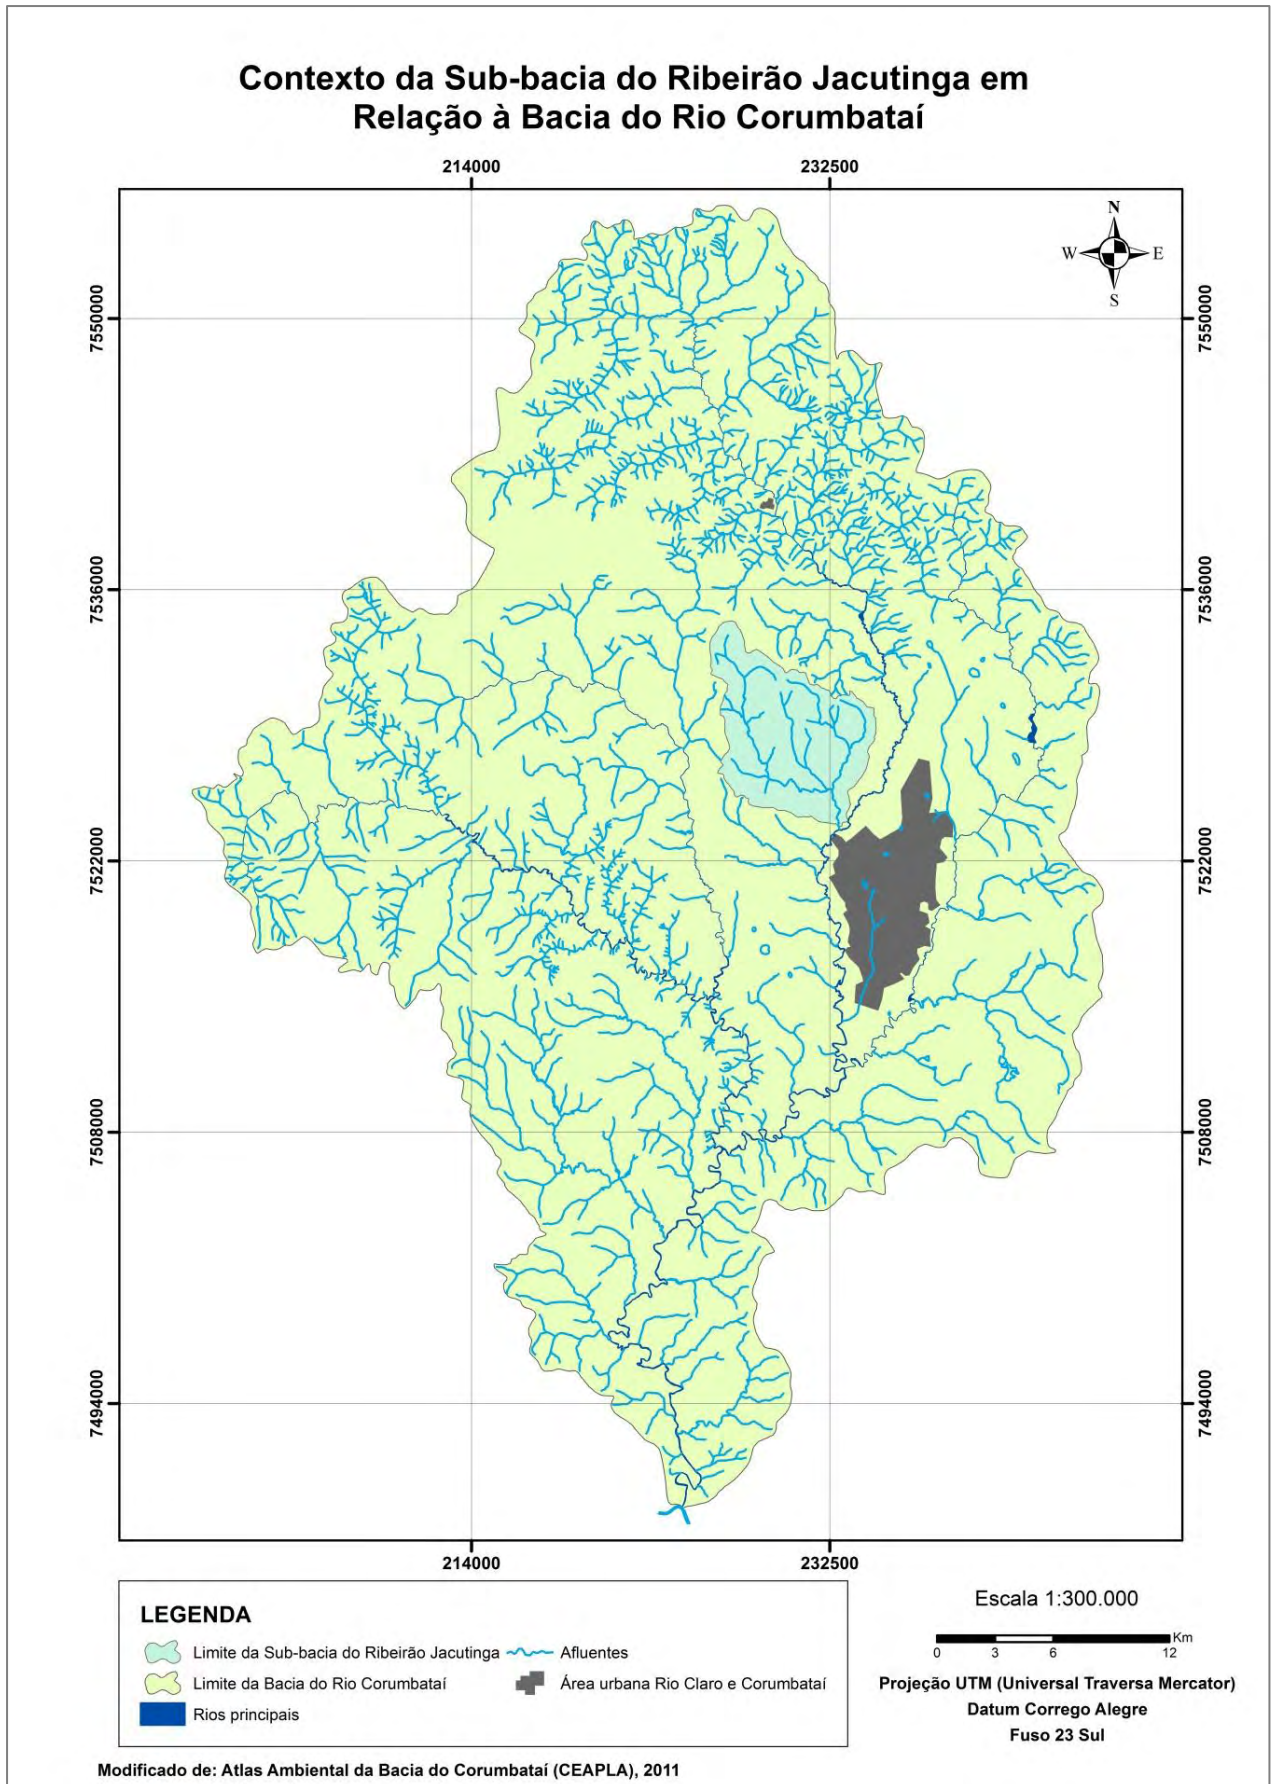 Contexto da Sub-bacia do Ribeirão Jacutinga em
Relação à Bacia do Rio Corumbataí
214000
232500
N
W
E
S
7550000
7550000
7536000
7536000
7522000
7522000
7508000
7508000
7494000
7494000
214000
232500
LEGENDA
Limite da Sub-bacia do Ribeirão Jacutinga
Afluentes
Limite da Bacia do Rio Corumbataí
Área urbana Rio Claro e Corumbataí
Rios principais
Escala 1:300.000
Km
0 3 6 12
Projeção UTM (Universal Traversa Mercator)
Datum Corrego Alegre
Fuso 23 Sul
Modificado de: Atlas Ambiental da Bacia do Corumbataí (CEAPLA), 2011